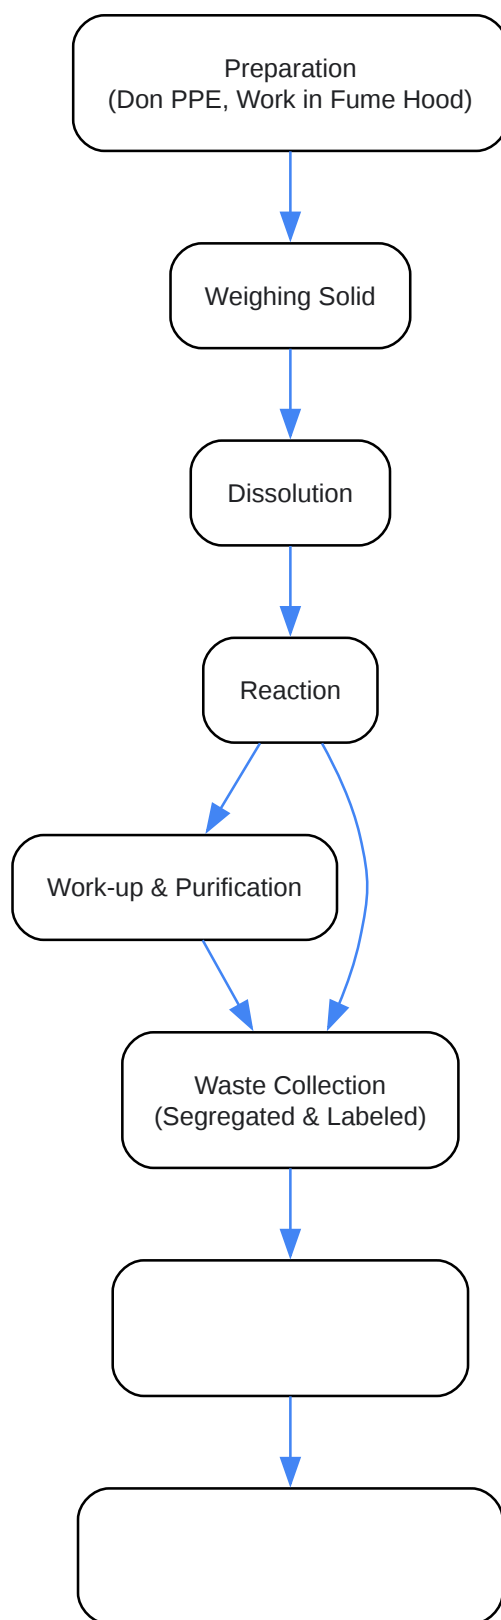 Preparation
(Don PPE, Work in Fume Hood)
Weighing Solid
Dissolution
Reaction
Work-up & Purification
Waste Collection
(Segregated & Labeled)